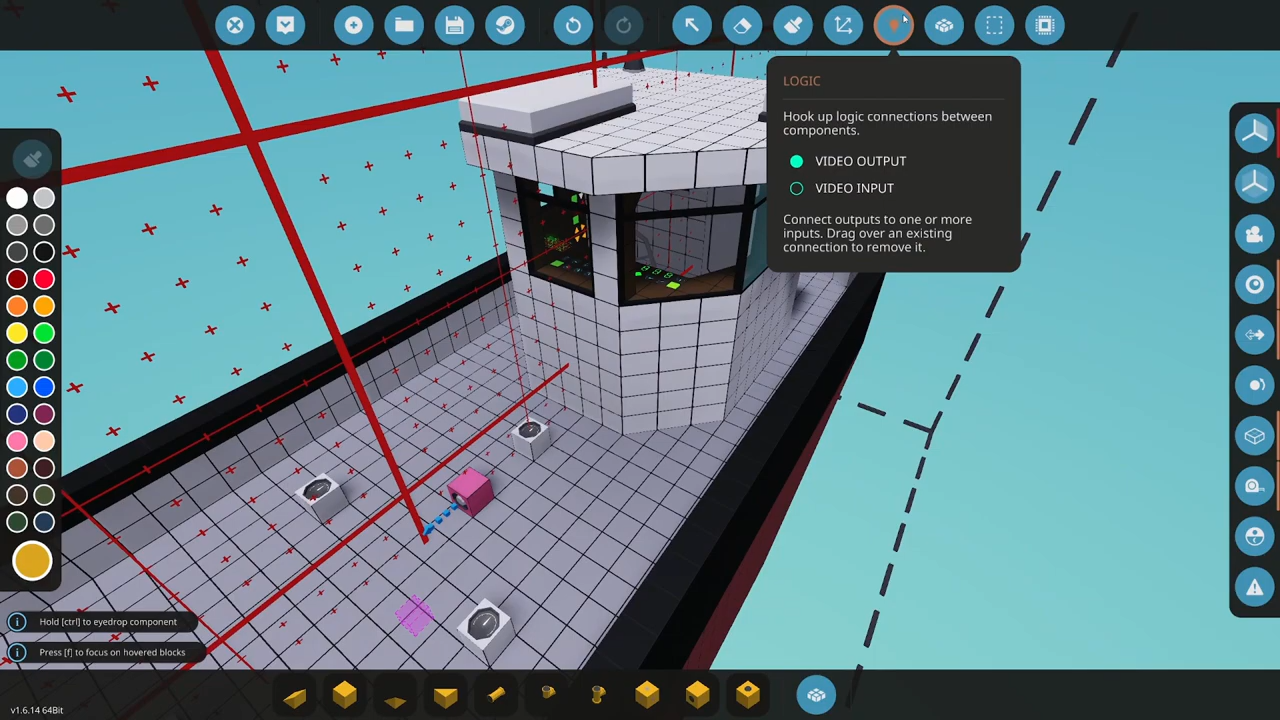 LOGIC
Hook up logic connections between
components.
VIDEO OUTPUT
VIDEO INPUT
Connect outputs to one or more
inputs. Drag over an existing
connection to remove it.
Hold [ctrl] to eyedrop component
Press [f] to focus on hovered blocks
v1.6.14 64Bit